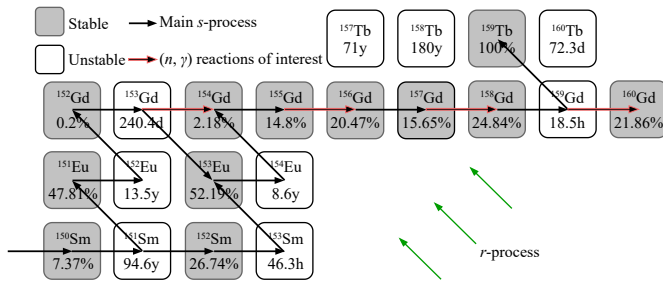 Stable
Main s-process
Unstable
(n, γ) reactions of interest
157Tb
71y
158Tb
180y
159Tb
100%
160Tb
72.3d
152Gd
0.2%
153Gd
240.4d
154Gd
2.18%
155Gd
14.8%
156Gd
20.47%
157Gd
15.65%
158Gd
24.84%
159Gd
18.5h
160Gd
21.86%
151Eu
47.81%
152Eu
13.5y
153Eu
52.19%
154Eu
8.6y
150Sm
7.37%
151Sm
94.6y
152Sm
26.74%
153Sm
46.3h
r-process